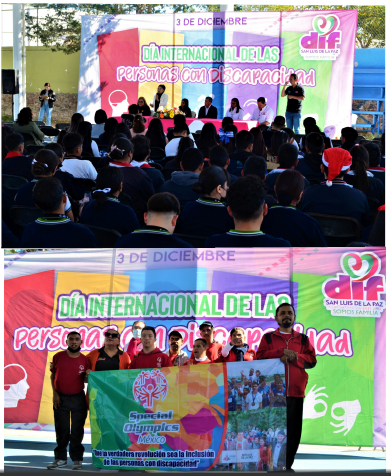 3 DE DICIEMBRE
DÍA INTERNACIONAL DE LAS
Personas con Discapacidad
dif
SAN LUIS DE LA PAZ
3 DE DICIEMBRE
DÍA INTERNACIONAL DE LAS
Personas con Discapacidad
dif
SAN LUIS DE LA PAZ
SOMOS FAMILIA
Special
Olympics
México
"Que la verdadera revolución sea la inclusión
de las personas con discapacidad"